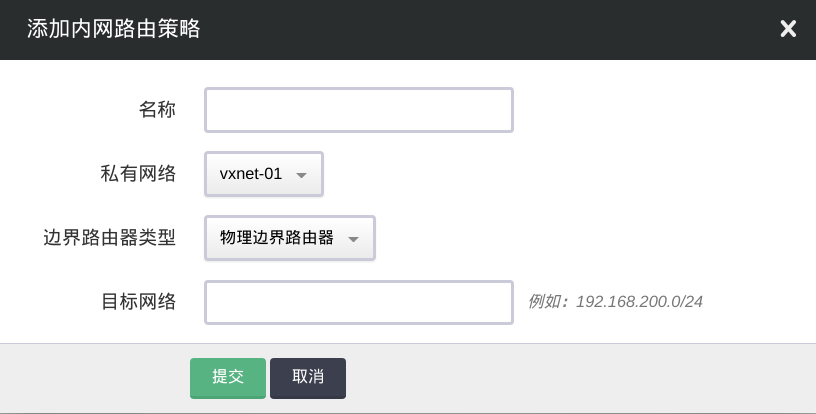 添加内网路由策略
名称
私有网络 vxnet-01
边界路由器类型 物理边界路由器
目标网络 例如：192.168.200.0/24
提交 取消